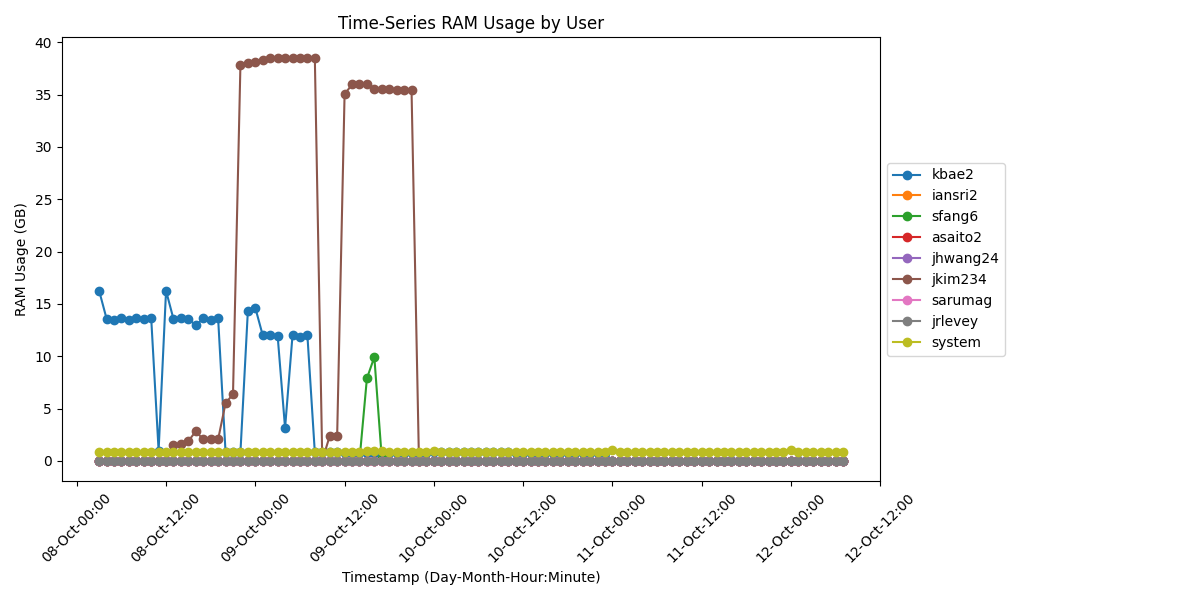 Time-Series RAM Usage by User
RAM Usage (GB)
40
35
30
25
20
15
10
5
0
08-Oct-00:00
08-Oct-12:00
09-Oct-00:00
09-Oct-12:00
10-Oct-00:00
10-Oct-12:00
11-Oct-00:00
11-Oct-12:00
12-Oct-00:00
12-Oct-12:00
Timestamp (Day-Month-Hour:Minute)
kbae2
iansri2
sfang6
asaito2
jhwang24
jkim234
sarumag
jrlevey
system